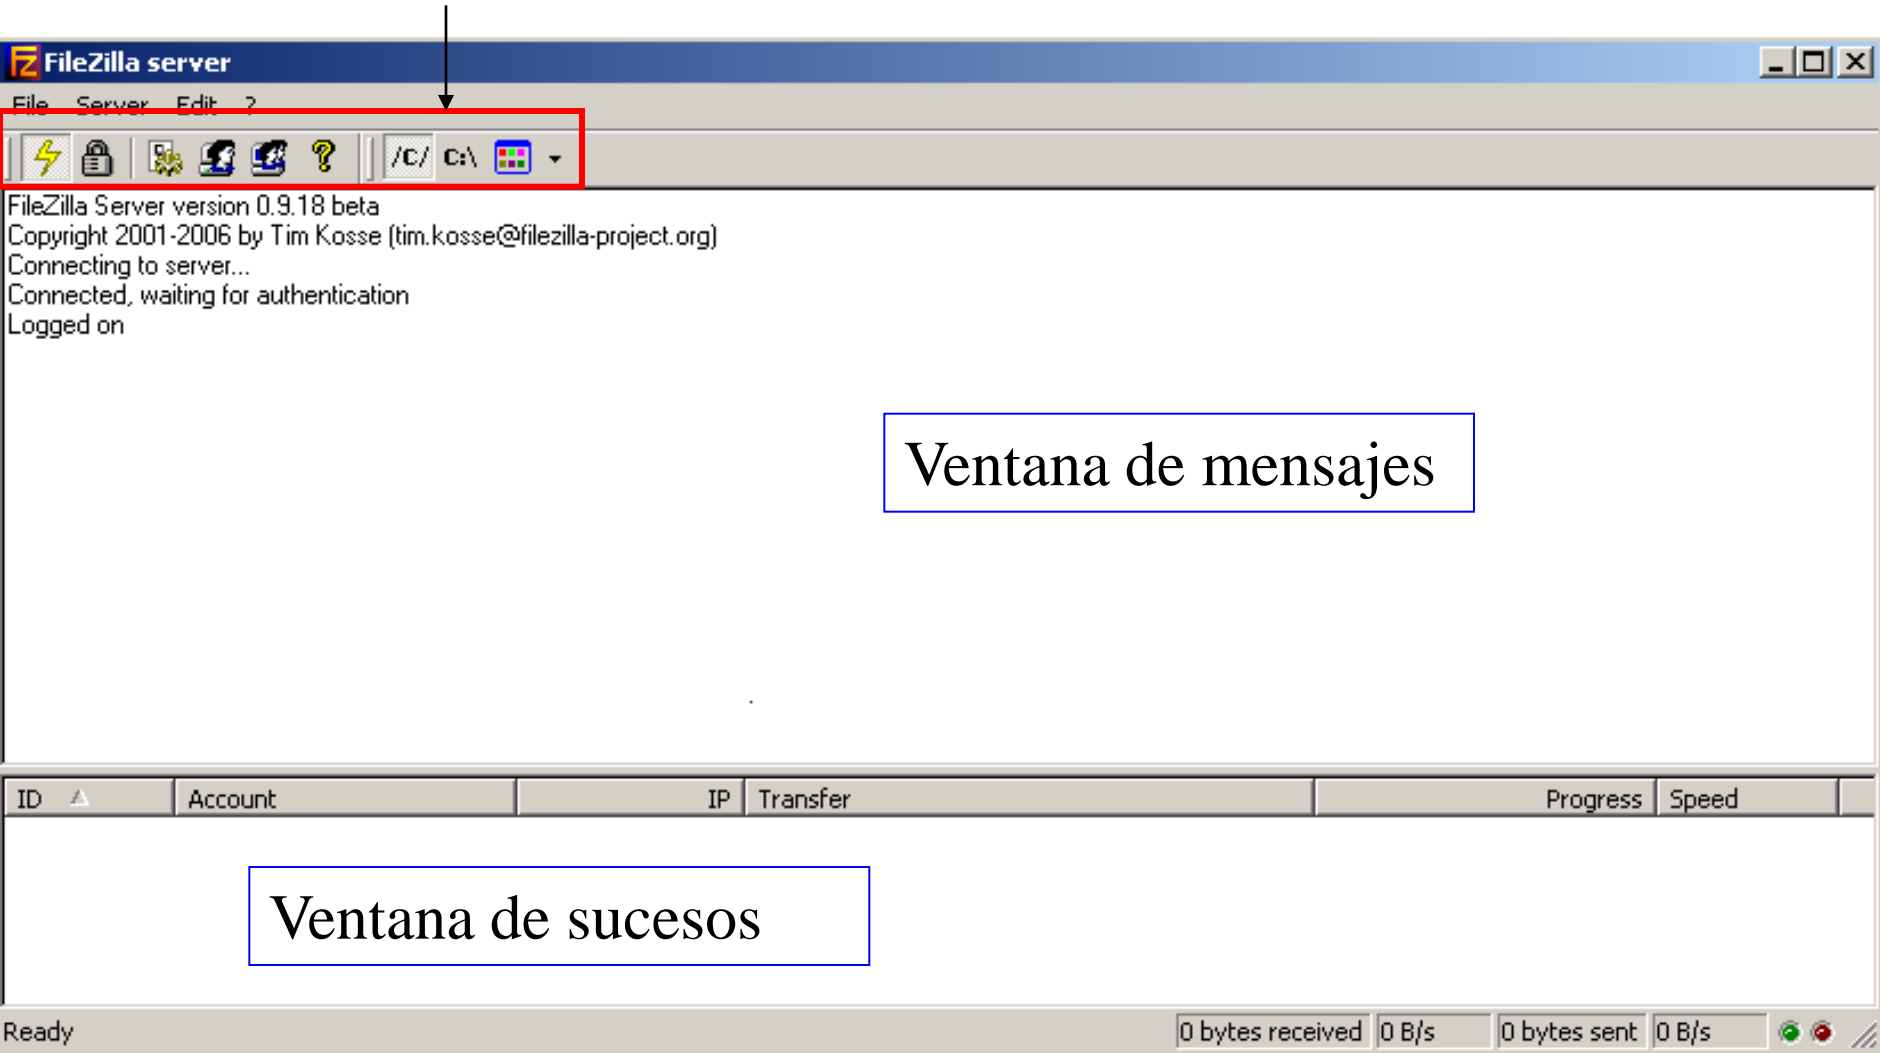 FileZilla server
File Server Edit ?
/C/ C:\
FileZilla Server version 0.9.18 beta
Copyright 2001-2006 by Tim Kosse (tim.kosse@filezilla-project.org)
Connecting to server...
Connected, waiting for authentication
Logged on
Ventana de mensajes
ID Account IP Transfer Progress Speed
Ventana de sucesos
Ready 0 bytes received 0 B/s 0 bytes sent 0 B/s